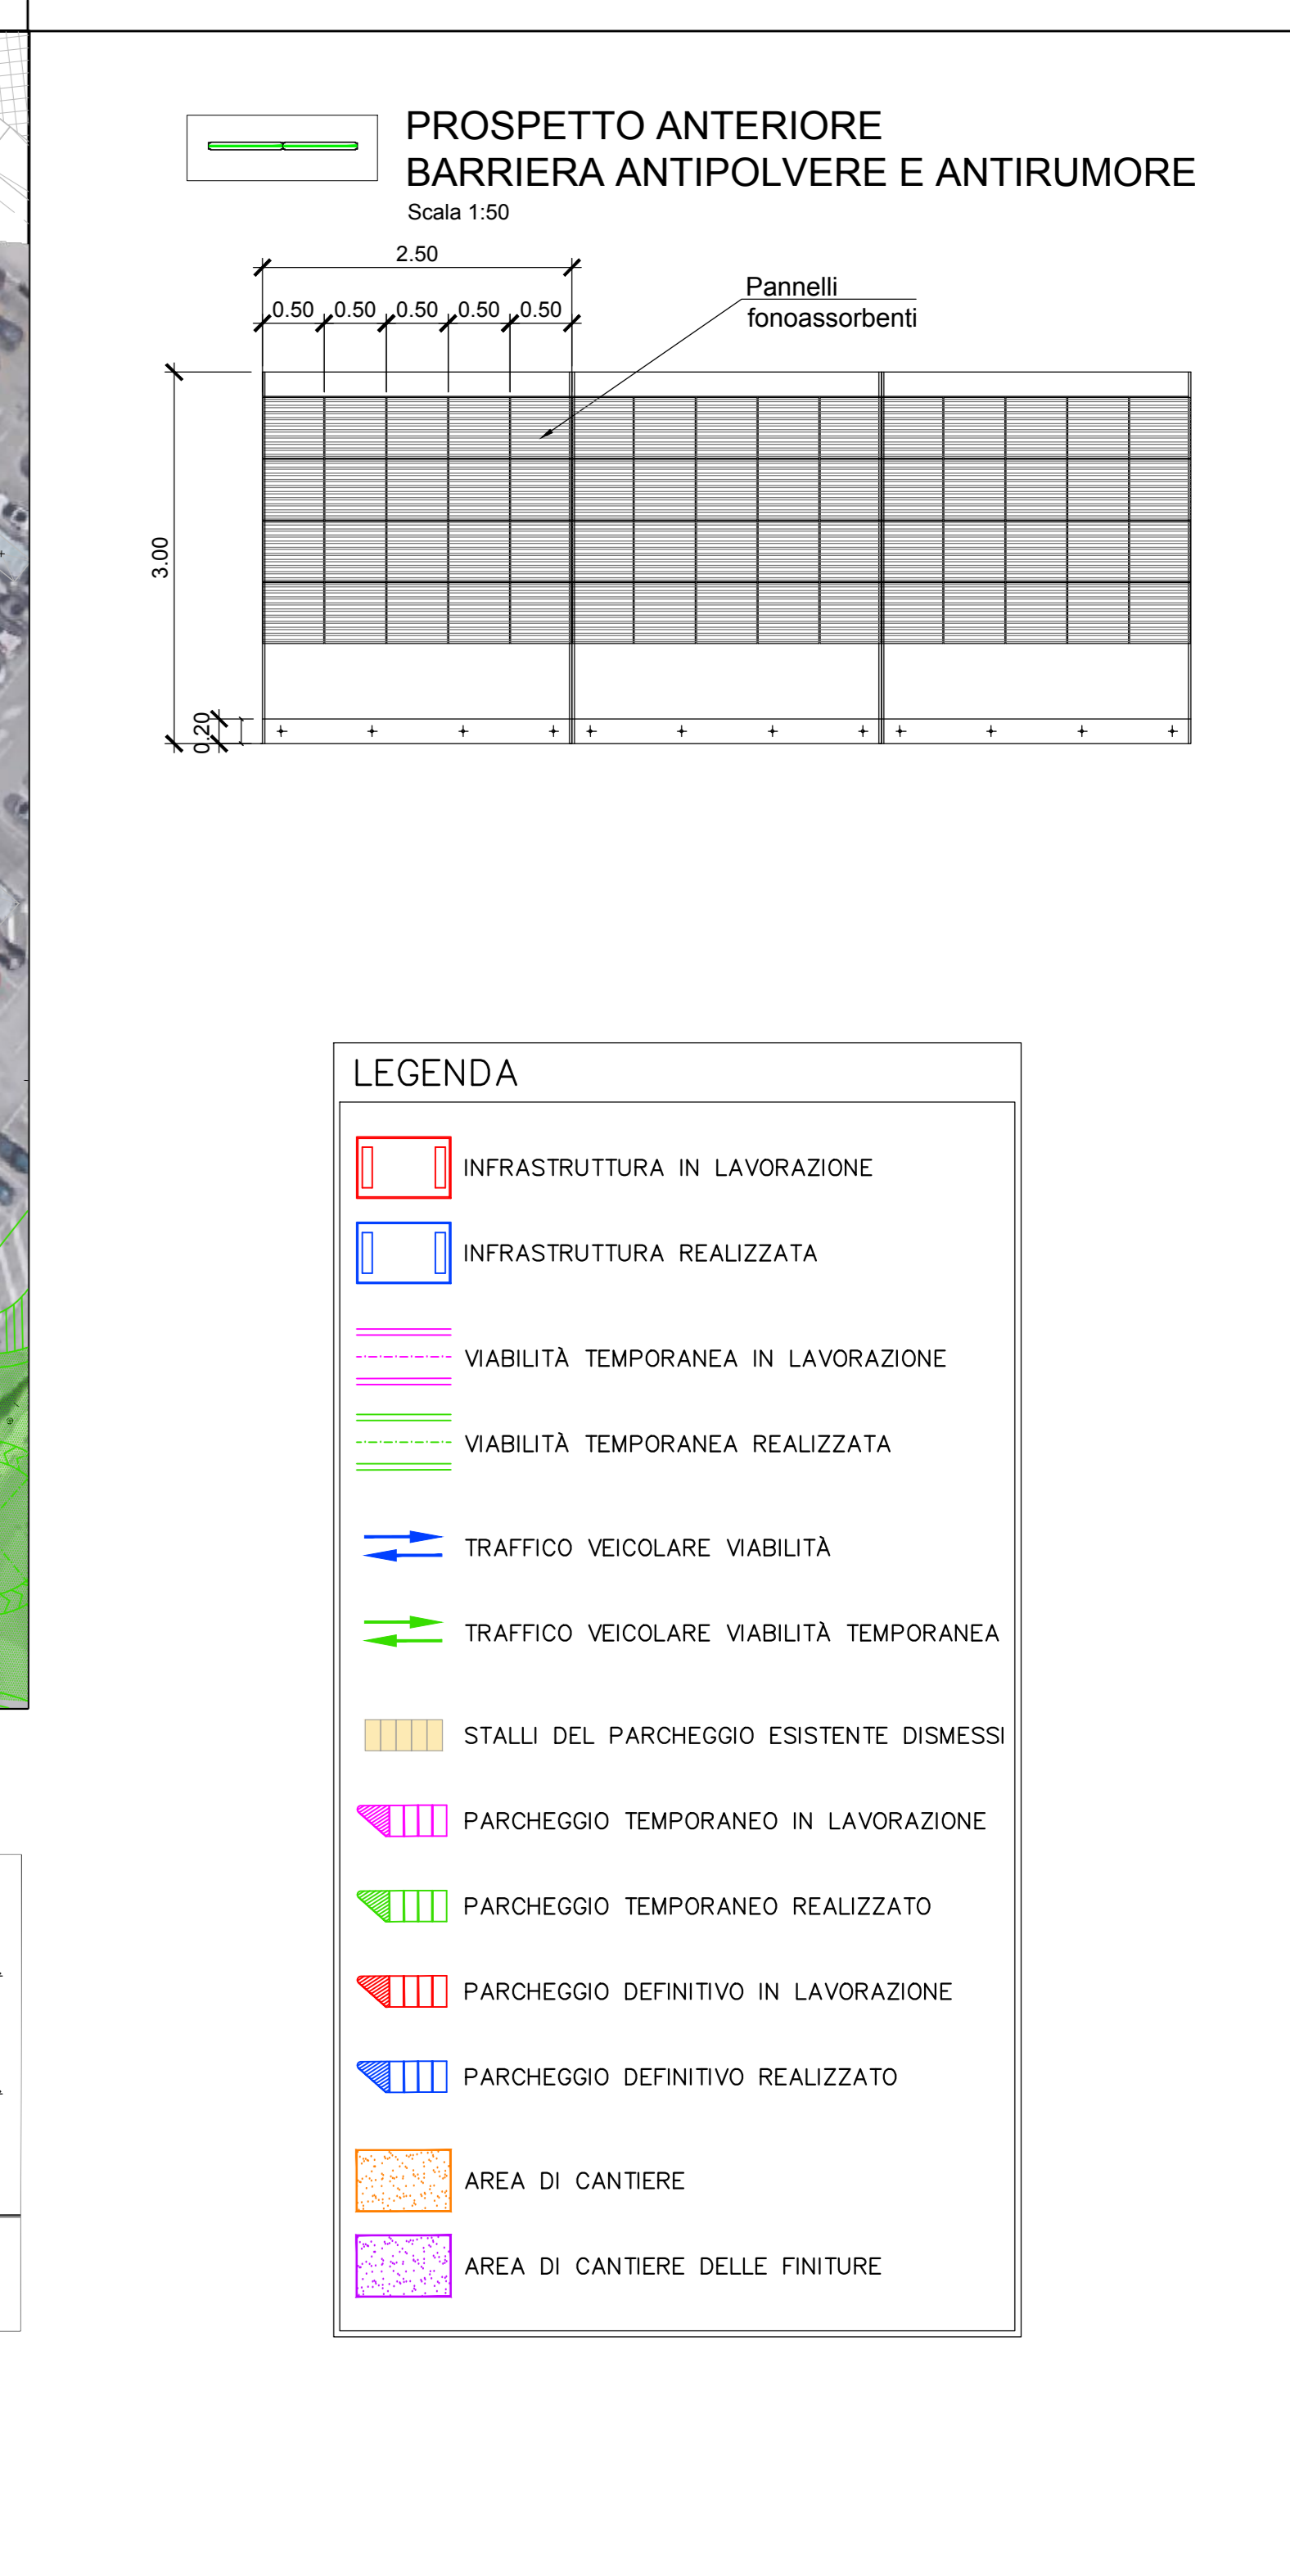 PROSPETTO ANTERIORE
BARRIERA ANTIPOLVERE E ANTIRUMORE
Scala 1:50
2.50
0.50 0.50 0.50 0.50 0.50
Pannelli
fonoassorbenti
3.00
0.20
LEGENDA
INFRASTRUTTURA IN LAVORAZIONE
INFRASTRUTTURA REALIZZATA
VIABILITÀ TEMPORANEA IN LAVORAZIONE
VIABILITÀ TEMPORANEA REALIZZATA
TRAFFICO VEICOLARE VIABILITÀ
TRAFFICO VEICOLARE VIABILITÀ TEMPORANEA
STALLI DEL PARCHEGGIO ESISTENTE DISMESSI
PARCHEGGIO TEMPORANEO IN LAVORAZIONE
PARCHEGGIO TEMPORANEO REALIZZATO
PARCHEGGIO DEFINITIVO IN LAVORAZIONE
PARCHEGGIO DEFINITIVO REALIZZATO
AREA DI CANTIERE
AREA DI CANTIERE DELLE FINITURE